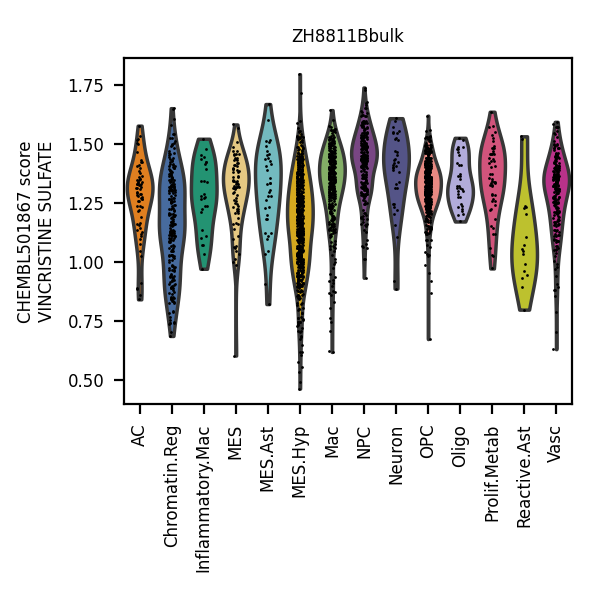 ZH8811Bbulk
CHEMBL501867 score
VINCRISTINE SULFATE
1.75
1.50
1.25
1.00
0.75
0.50
AC
Chromatin.Reg
Inflammatory.Mac
MES
MES.Ast
MES.Hyp
Mac
NPC
Neuron
OPC
Oligo
Prolif.Metab
Reactive.Ast
Vasc